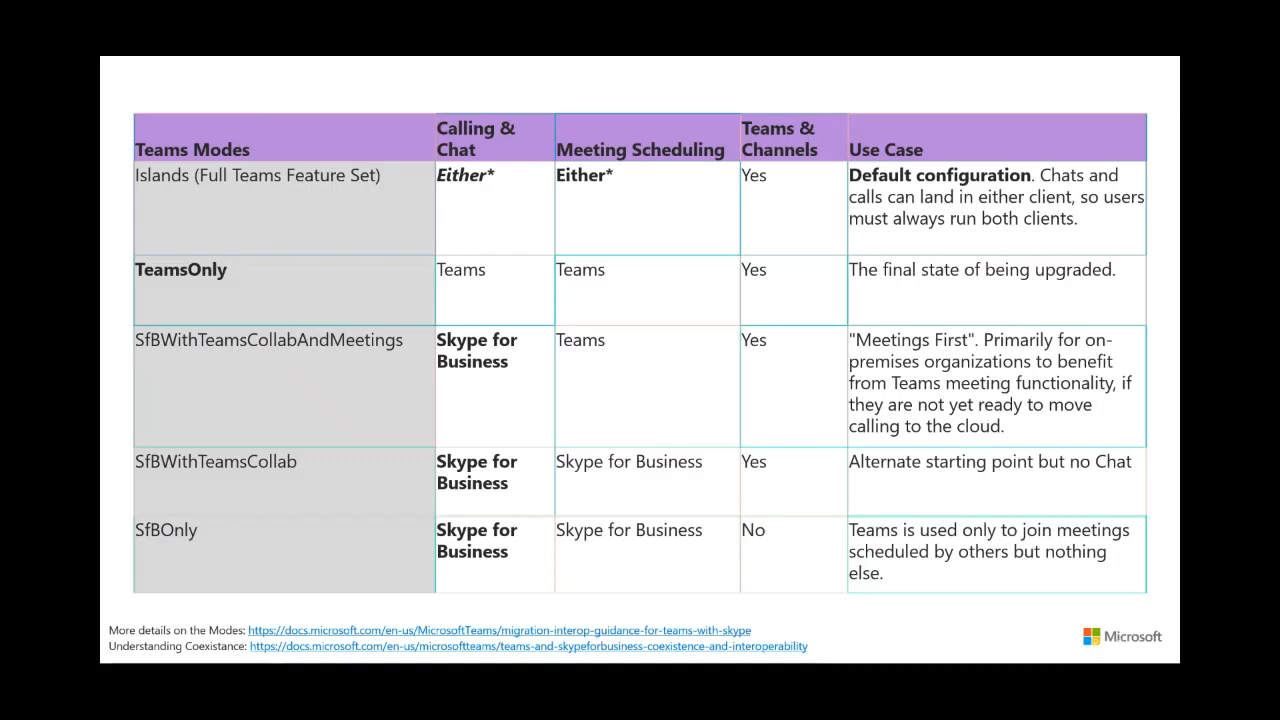 Teams Modes
Calling &
Chat
Meeting Scheduling
Teams &
Channels
Use Case
Islands (Full Teams Feature Set)
Either*
Either*
Yes
Default configuration. Chats and
calls can land in either client, so users
must always run both clients.
TeamsOnly
Teams
Teams
Yes
The final state of being upgraded.
SfBWithTeamsCollabAndMeetings
Skype for
Business
Teams
Yes
"Meetings First". Primarily for on-
premises organizations to benefit
from Teams meeting functionality, if
they are not yet ready to move
calling to the cloud.
SfBWithTeamsCollab
Skype for
Business
Skype for Business
Yes
Alternate starting point but no Chat
SfBOnly
Skype for
Business
Skype for Business
No
Teams is used only to join meetings
scheduled by others but nothing
else.
More details on the Modes: https://docs.microsoft.com/en-us/MicrosoftTeams/migration-interop-guidance-for-teams-with-skype
Understanding Coexistance: https://docs.microsoft.com/en-us/microsoftteams/teams-and-skypeforbusiness-coexistence-and-interoperability
Microsoft